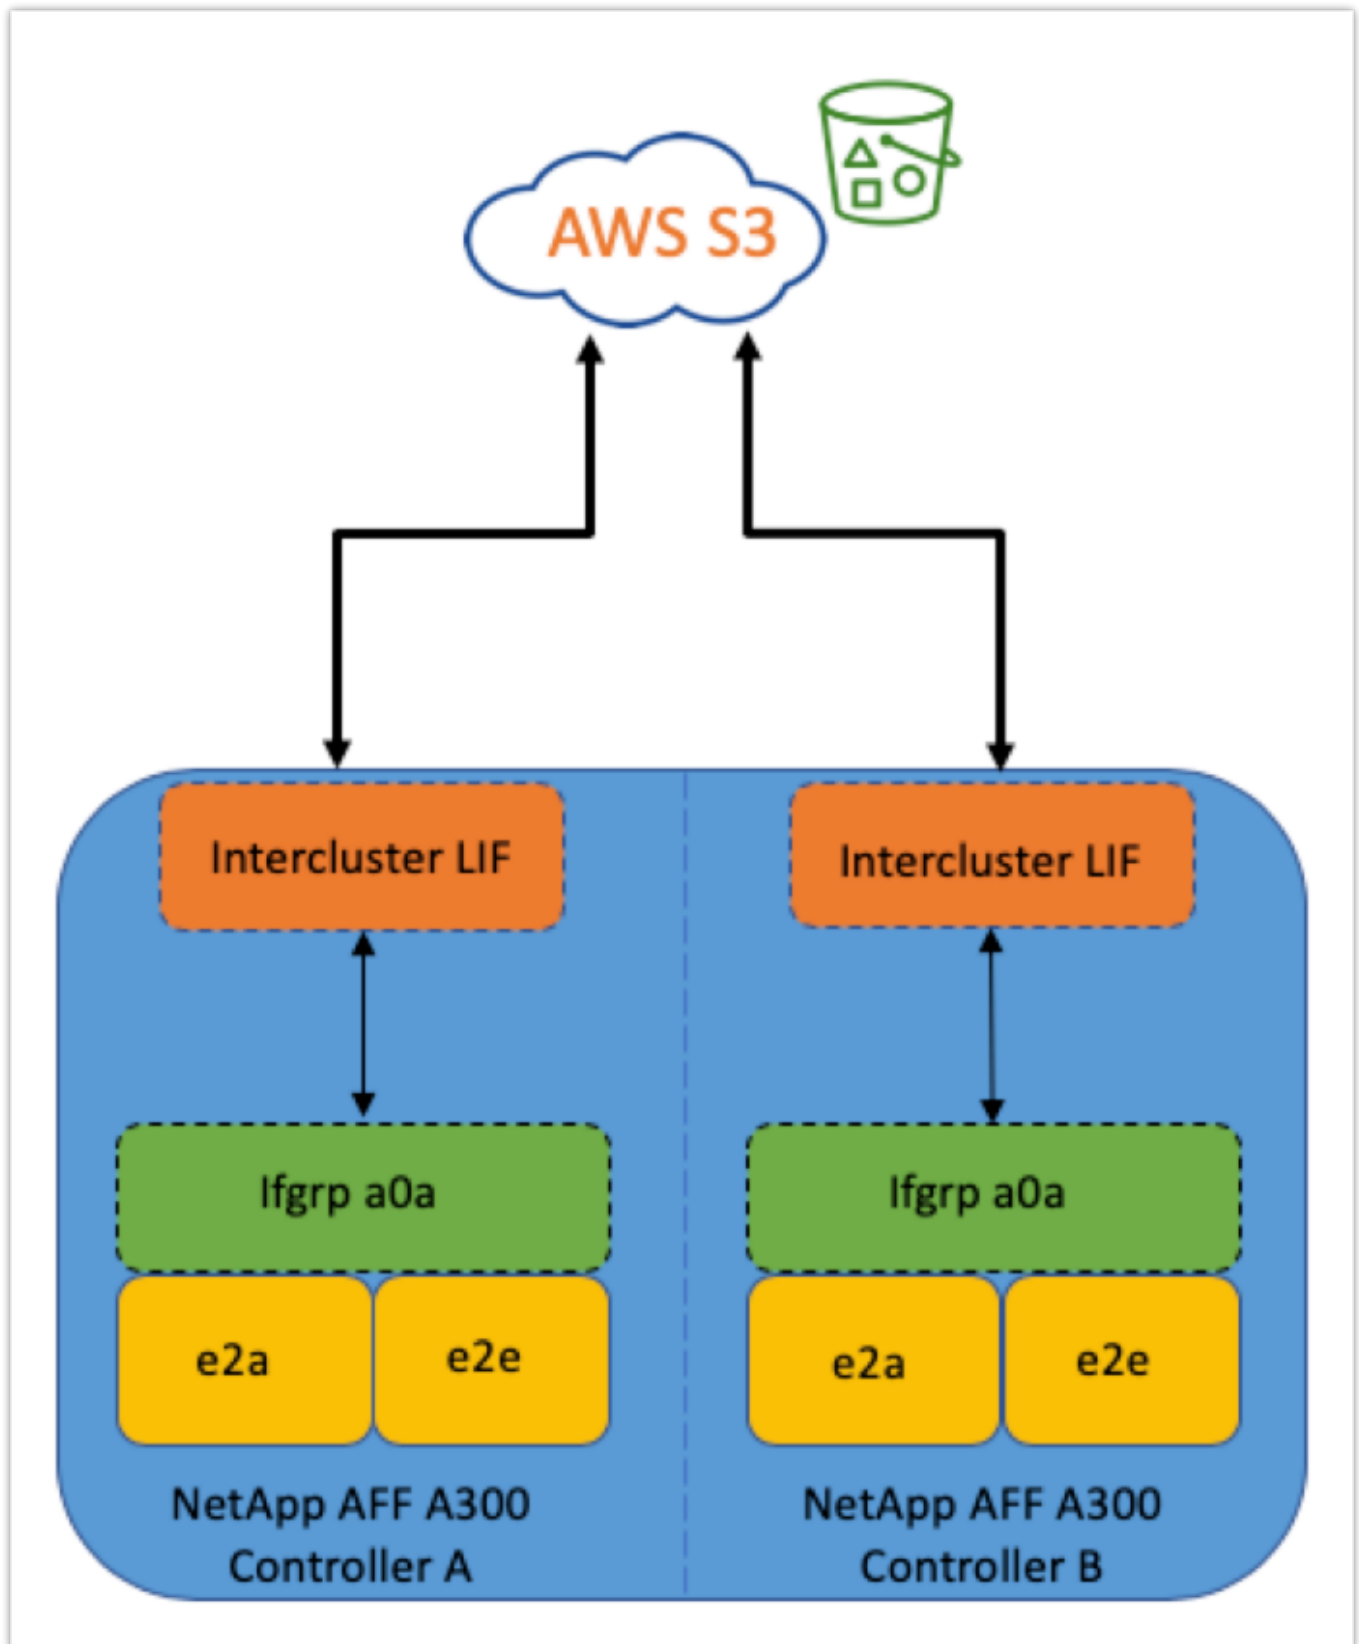 AWS S3
Intercluster LIF
Intercluster LIF
Ifgrp a0a
Ifgrp a0a
e2a
e2e
e2a
e2e
NetApp AFF A300
Controller A
NetApp AFF A300
Controller B